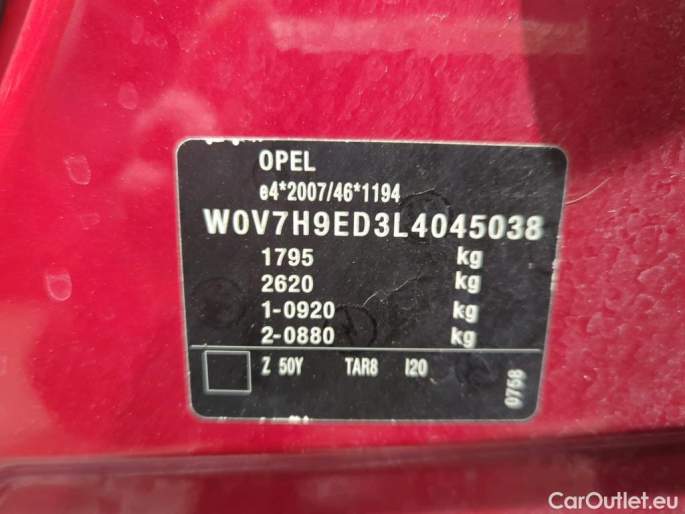 OPEL
e4*2007/46*1194
W0V7H9ED3L4045038
1795 kg
2620 kg
1-0920 kg
2-0880 kg
Z 50Y TAR8 I20
0758
CarOutlet.eu